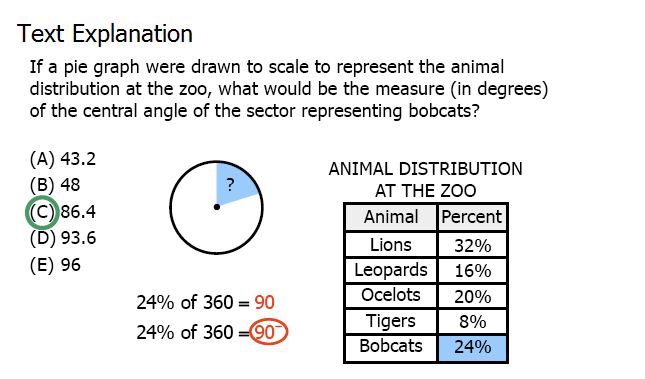 Text Explanation
If a pie graph were drawn to scale to represent the animal
distribution at the zoo, what would be the measure (in degrees)
of the central angle of the sector representing bobcats?
(A) 43.2
(B) 48
(C) 86.4
(D) 93.6
(E) 96
?
24% of 360 = 90
24% of 360 = 90⁻
ANIMAL DISTRIBUTION
AT THE ZOO
Animal Percent
Lions 32%
Leopards 16%
Ocelots 20%
Tigers 8%
Bobcats 24%